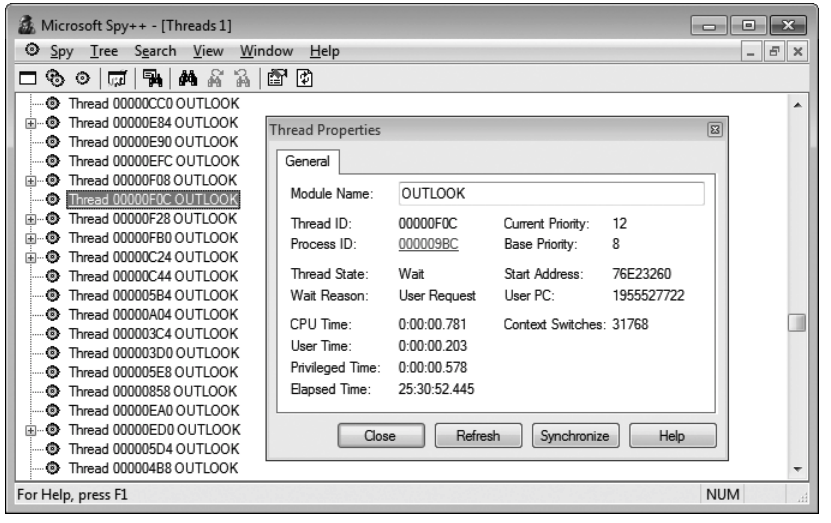 Microsoft Spy++ - [Threads 1]
Spy Tree Search View Window Help
Thread 00000CC0 OUTLOOK
Thread 00000E84 OUTLOOK
Thread 00000E90 OUTLOOK
Thread 00000EFC OUTLOOK
Thread 00000F08 OUTLOOK
Thread 00000F0C OUTLOOK
Thread 00000F28 OUTLOOK
Thread 00000FB0 OUTLOOK
Thread 00000C24 OUTLOOK
Thread 00000C44 OUTLOOK
Thread 000005B4 OUTLOOK
Thread 00000A04 OUTLOOK
Thread 000003C4 OUTLOOK
Thread 000003D0 OUTLOOK
Thread 000005E8 OUTLOOK
Thread 00000858 OUTLOOK
Thread 00000EA0 OUTLOOK
Thread 00000ED0 OUTLOOK
Thread 000005D4 OUTLOOK
Thread 000004B8 OUTLOOK
Thread Properties
General
Module Name: OUTLOOK
Thread ID: 00000F0C Current Priority: 12
Process ID: 000009BC Base Priority: 8
Thread State: Wait Start Address: 76E23260
Wait Reason: User Request User PC: 1955527722
CPU Time: 0:00:00.781 Context Switches: 31768
User Time: 0:00:00.203
Privileged Time: 0:00:00.578
Elapsed Time: 25:30:52.445
Close Refresh Synchronize Help
For Help, press F1 NUM